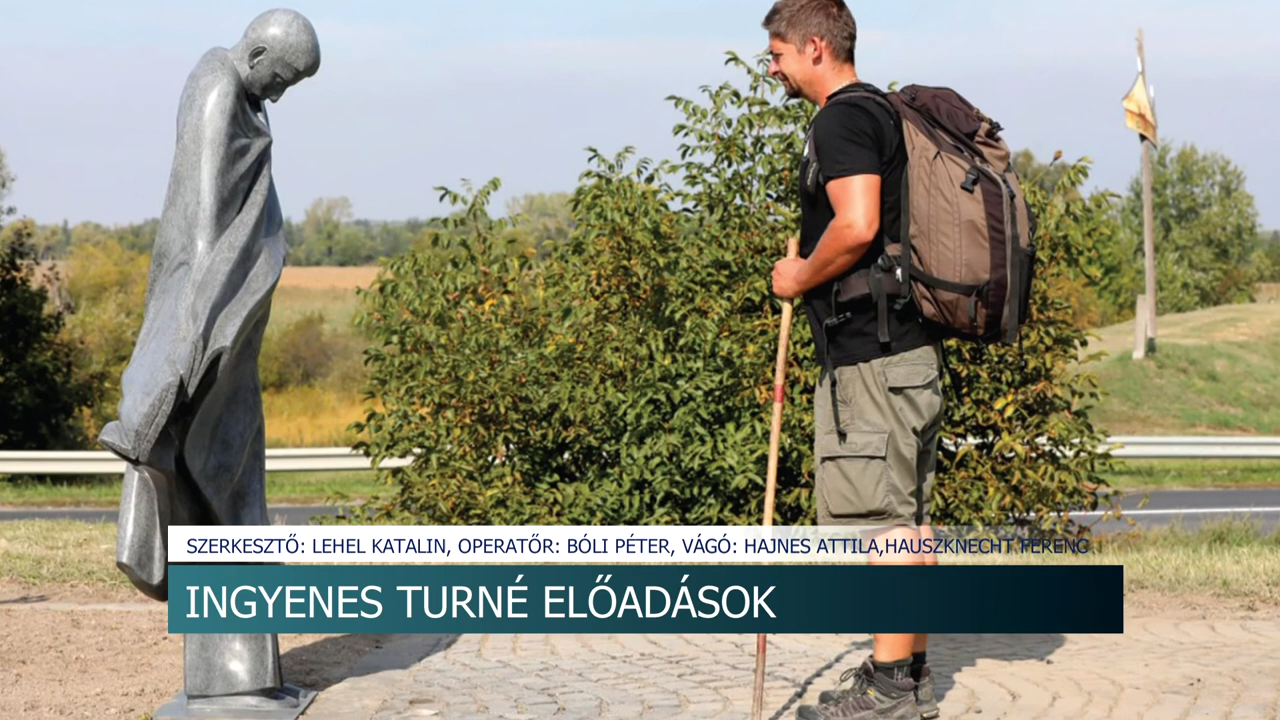 SZERKESZTŐ: LEHEL KATALIN, OPERATŐR: BÓLI PÉTER, VÁGÓ: HAJNES ATTILA,HAUSZKNECHT FERENC
INGYENES TURNÉ ELŐADÁSOK